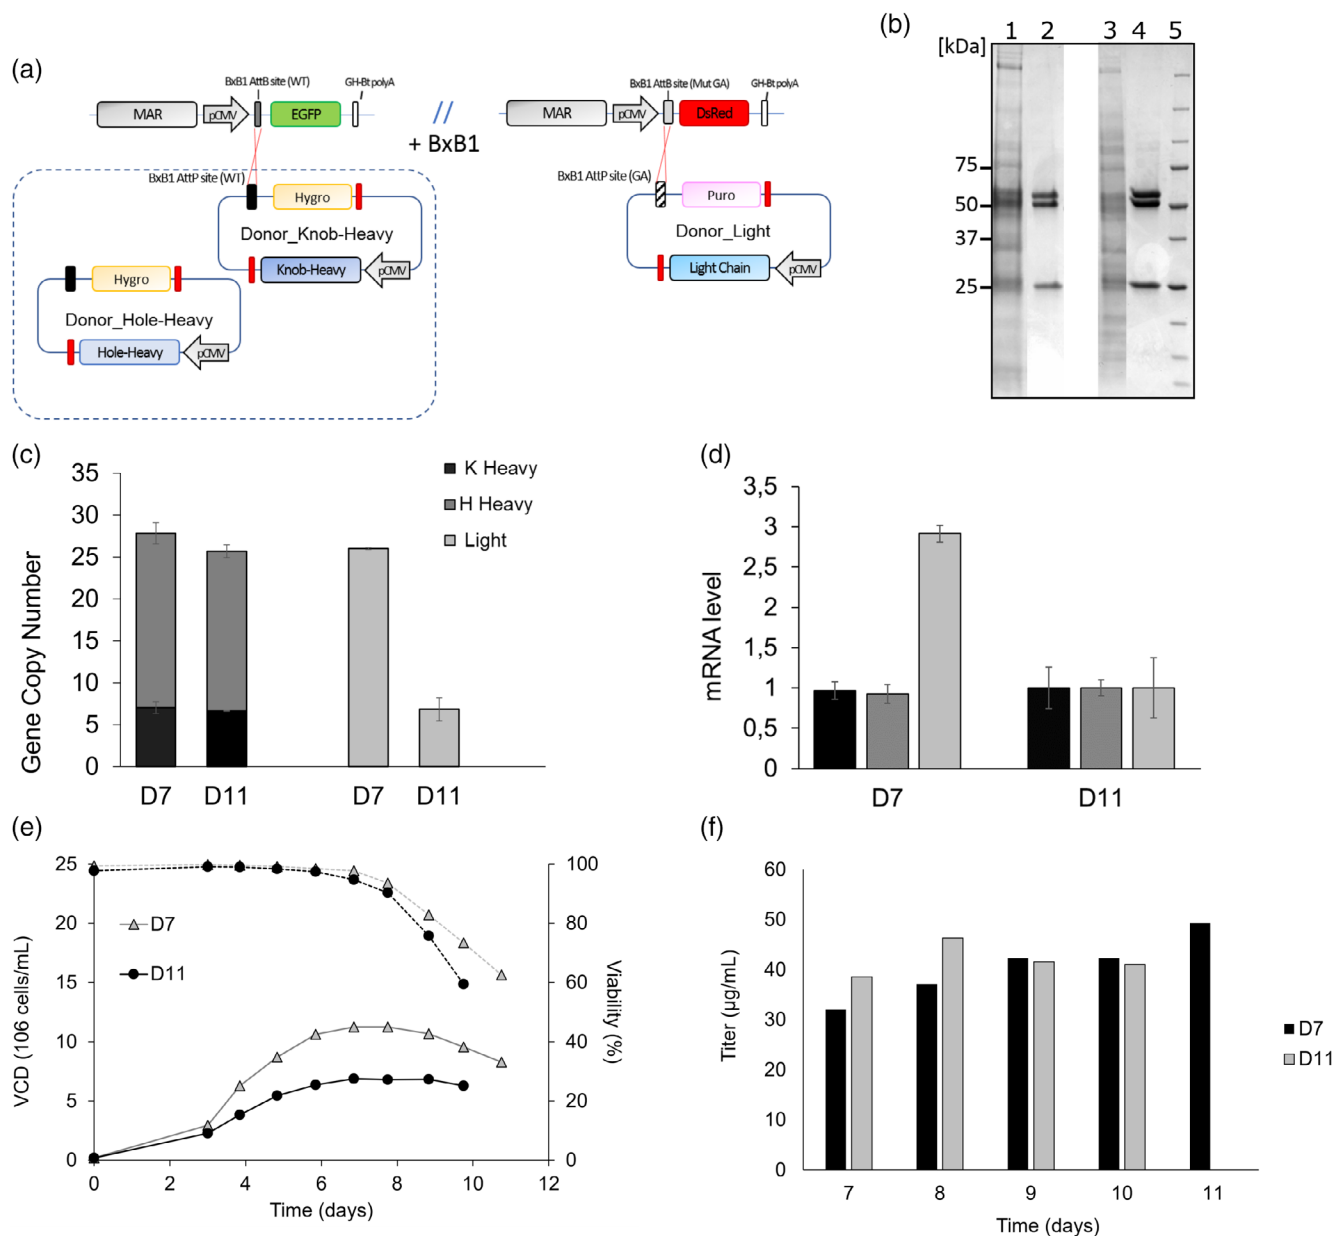 (a)
BxB1 AttB site (WT)
GH-Bt polyA
MAR
pCMV
EGFP
//
+ BxB1
BxB1 AttB site (Mut GA)
GH-Bt polyA
MAR
pCMV
DsRed
BxB1 AttP site (WT)
Hygro
Donor_Knob-Heavy
Knob-Heavy
pCMV
Hygro
Donor_Hole-Heavy
Hole-Heavy
pCMV
BxB1 AttP site (GA)
Puro
Donor_Light
Light Chain
pCMV
(b)
[kDa]
1 2 3 4 5
75
50
37
25
(c)
Gene Copy Number
35
30
25
20
15
10
5
0
K Heavy
H Heavy
Light
D7 D11 D7 D11
(d)
mRNA level
3,5
3
2,5
2
1,5
1
0,5
0
D7 D11
(e)
VCD (106 cells/mL)
25
20
15
10
5
0
D7
D11
100
80
60
40
20
0
Viability (%)
0 2 4 6 8 10 12
Time (days)
(f)
Titer (µg/mL)
60
50
40
30
20
10
0
D7
D11
7 8 9 10 11
Time (days)